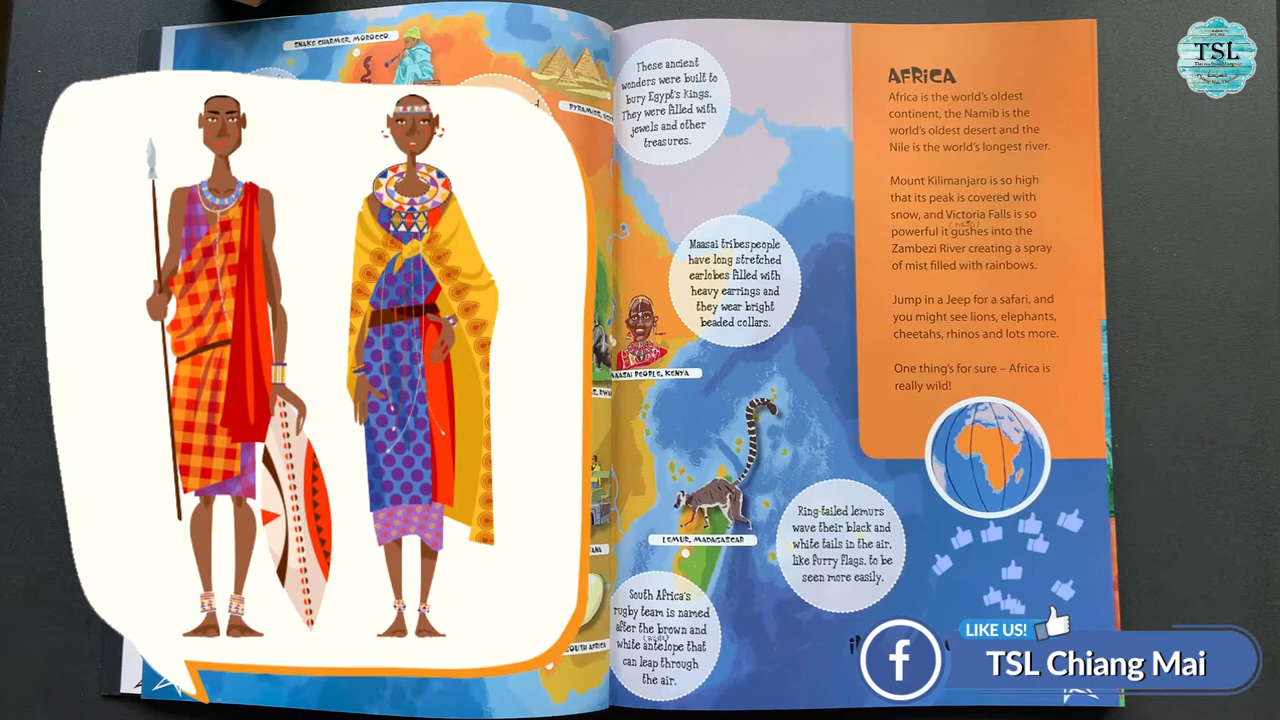 SNAKE CHARMER, MOROCCO
These ancient
wonders were built to
bury Egypt's kings.
They were filled with
jewels and other
treasures.
AFRICA
Africa is the world's oldest
continent, the Namib is the
world's oldest desert and the
Nile is the world's longest river.
Mount Kilimanjaro is so high
that its peak is covered with
snow, and Victoria Falls is so
powerful it gushes into the
Zambezi River creating a spray
of mist filled with rainbows.
Jump in a Jeep for a safari, and
you might see lions, elephants,
cheetahs, rhinos and lots more.
One thing's for sure – Africa is
really wild!
Maasai tribespeople
have long stretched
earlobes filled with
heavy earrings and
they wear bright
beaded collars.
MAASAI PEOPLE, KENYA
LEMUR, MADAGASCAR
Ring-tailed lemurs
wave their black and
white tails in the air,
like furry flags, to be
seen more easily.
South Africa's
rugby team is named
after the brown and
white antelope that
can leap through
the air.
SOUTH AFRICA
TSL
LIKE US!
f
TSL Chiang Mai